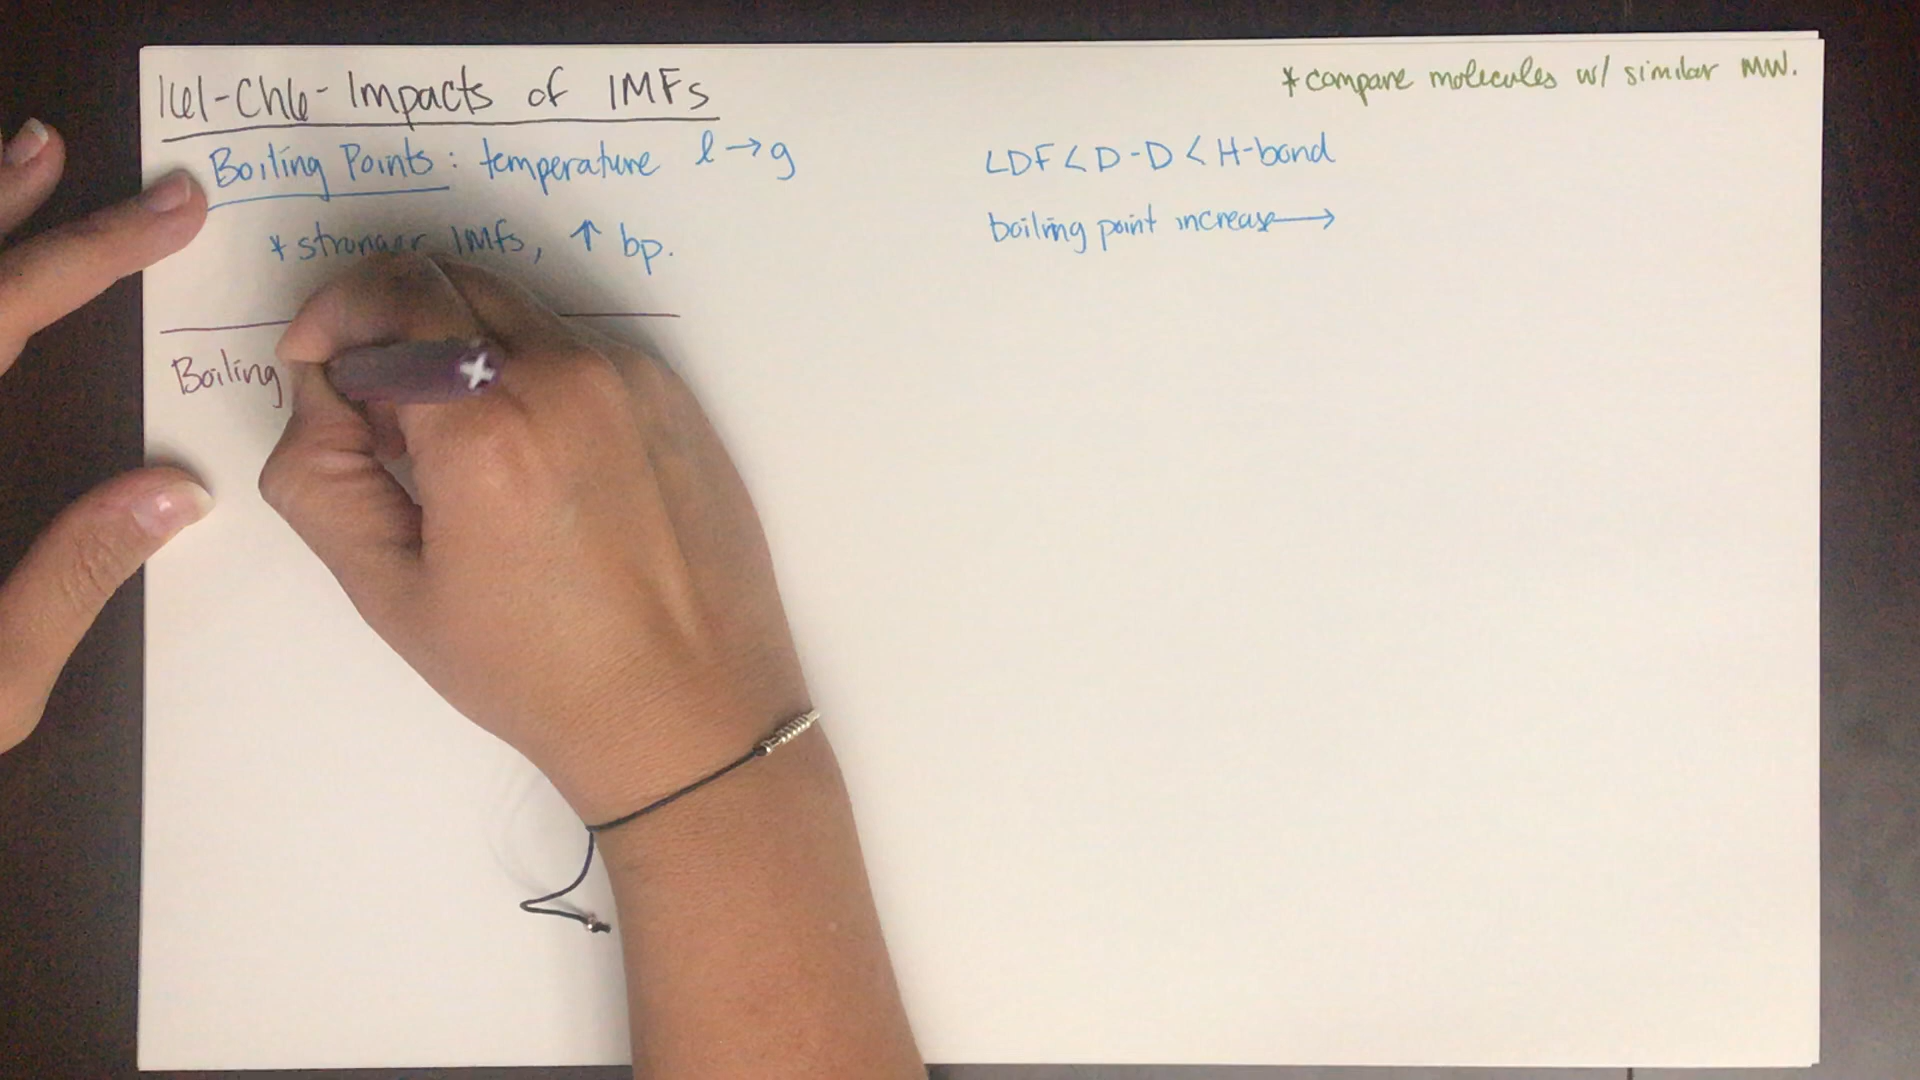 161-Ch6-Impacts of IMFs
* compare molecules w/ similar MW.
Boiling Points: temperature l → g
LDF < D-D < H-bond
* stronger IMFs, ↑ bp.
boiling point increase →
Boiling